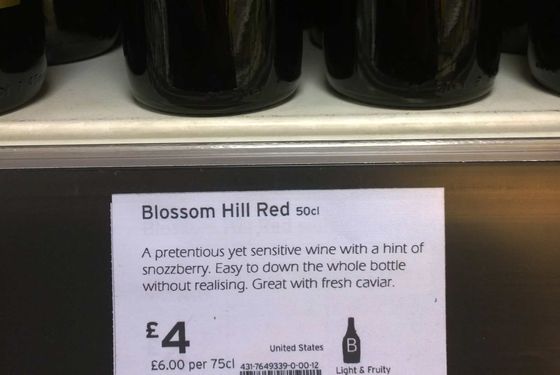 Blossom Hill Red 50cl
A pretentious yet sensitive wine with a hint of
snozzberry. Easy to down the whole bottle
without realising. Great with fresh caviar.
£4
£6.00 per 75cl
United States
431-7649339-0-00-12
B
Light & Fruity